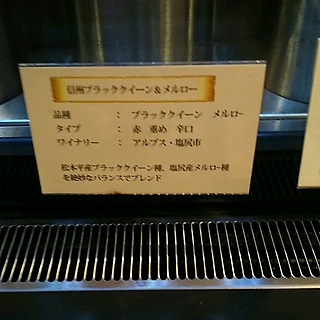 信州ブラッククイーン＆メルロー
品種 ： ブラッククイーン メルロー
タイプ ： 赤 重め 辛口
ワイナリー ： アルプス・塩尻市
松本平産ブラッククイーン種、塩尻産メルロー種
を絶妙なバランスでブレンド